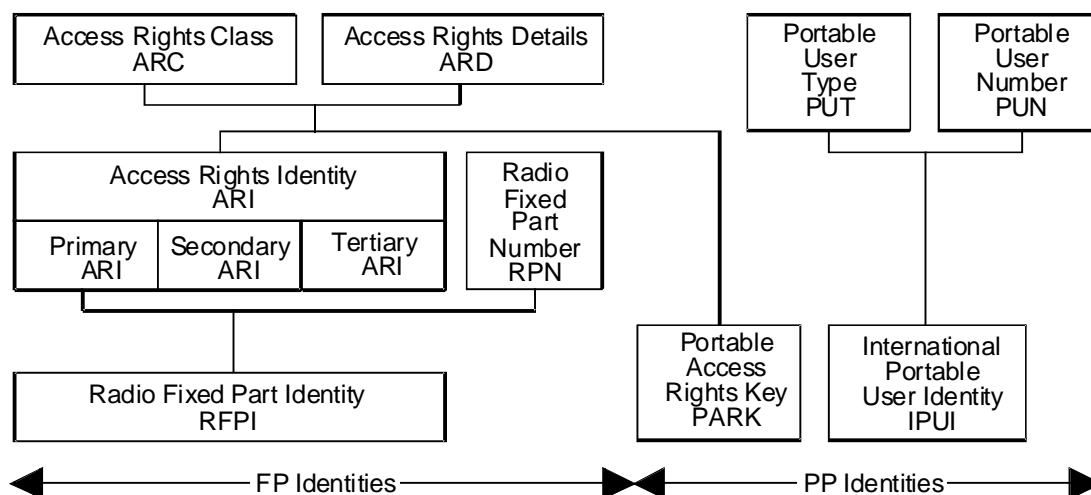 Access Rights Class
ARC
Access Rights Details
ARD
Portable
User
Type
PUT
Portable
User
Number
PUN
Access Rights Identity
ARI
Primary
ARI
Secondary
ARI
Tertiary
ARI
Radio
Fixed
Part
Number
RPN
Portable
Access
Rights Key
PARK
International
Portable
User Identity
IPUI
Radio Fixed Part Identity
RFPI
FP Identities
PP Identities